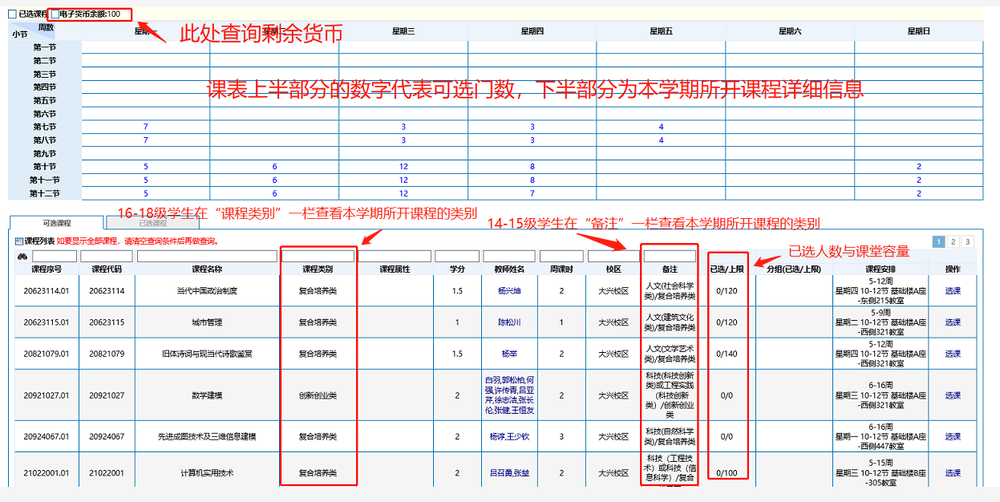 已选课程 电子货币余额:100
此处查询剩余货币
周数
小节
星期一 星期三 星期四 星期五 星期六 星期日
第一节
第二节
第三节
第四节
课表上半部分的数字代表可选门数，下半部分为本学期所开课程详细信息
第五节
第六节
第七节 7 3 3 4
第八节 7 3 3 4
第九节
第十节 5 6 12 8 2
第十一节 5 6 12 8 2
第十二节 5 6 12 7 2
16-18级学生在“课程类别”一栏查看本学期所开课程的类别
14-15级学生在“备注”一栏查看本学期所开课程的类别
可选课程 已选课程
课程列表 如要显示全部课程，请清空查询条件后再做查询。
1 2 3
已选人数与课堂容量
课程序号 课程代码 课程名称 课程类别 课程属性 学分 教师姓名 周课时 校区 备注 已选/上限 分组(已选/上限) 课程安排 操作
20623114.01 20623114 当代中国政治制度 复合培养类 1.5 杨兴坤 2 大兴校区 人文(社会科学
类)/复合培养类 0/120 5-12周
星期四 10-12节 基础楼A座
-东侧215教室 选课
20623115.01 20623115 城市管理 复合培养类 1 陈松川 1 大兴校区 人文(建筑文化
类)/复合培养类 0/120 5-9周
星期二 10-12节 基础楼A座
-西侧321教室 选课
20821079.01 20821079 旧体诗词与现当代诗歌鉴赏 复合培养类 1.5 杨举 2 大兴校区 人文(文学艺术
类)/复合培养类 0/140 5-12周
星期四 10-12节 基础楼A座
-西侧321教室 选课
20921027.01 20921027 数学建模 创新创业类 2 白羽,郭松柏,何
强,许传青,吕亚
芹,徐志洁,张长
伦,张健,王恒友 2 大兴校区 科技(科技创新
类)或工程实践
（科技创新
类）/创新创业
类 0/0 6-16周
星期三 10-12节 基础楼A座
-西侧321教室 选课
20924067.01 20924067 先进成图技术及三维信息建模 复合培养类 2 杨谆,王少钦 3 大兴校区 科技(自然科学
类)/复合培养类 0/0 6-16周
星期一 10-12节 基础楼A座
-西侧447教室 选课
21022001.01 21022001 计算机实用技术 复合培养类 2 吕召勇,张堃 2 大兴校区 科技（工程技
术）或科技（信
息科学）/复合
0/100 5-15周
星期三 10-12节 基础楼B座
-305教室 选课